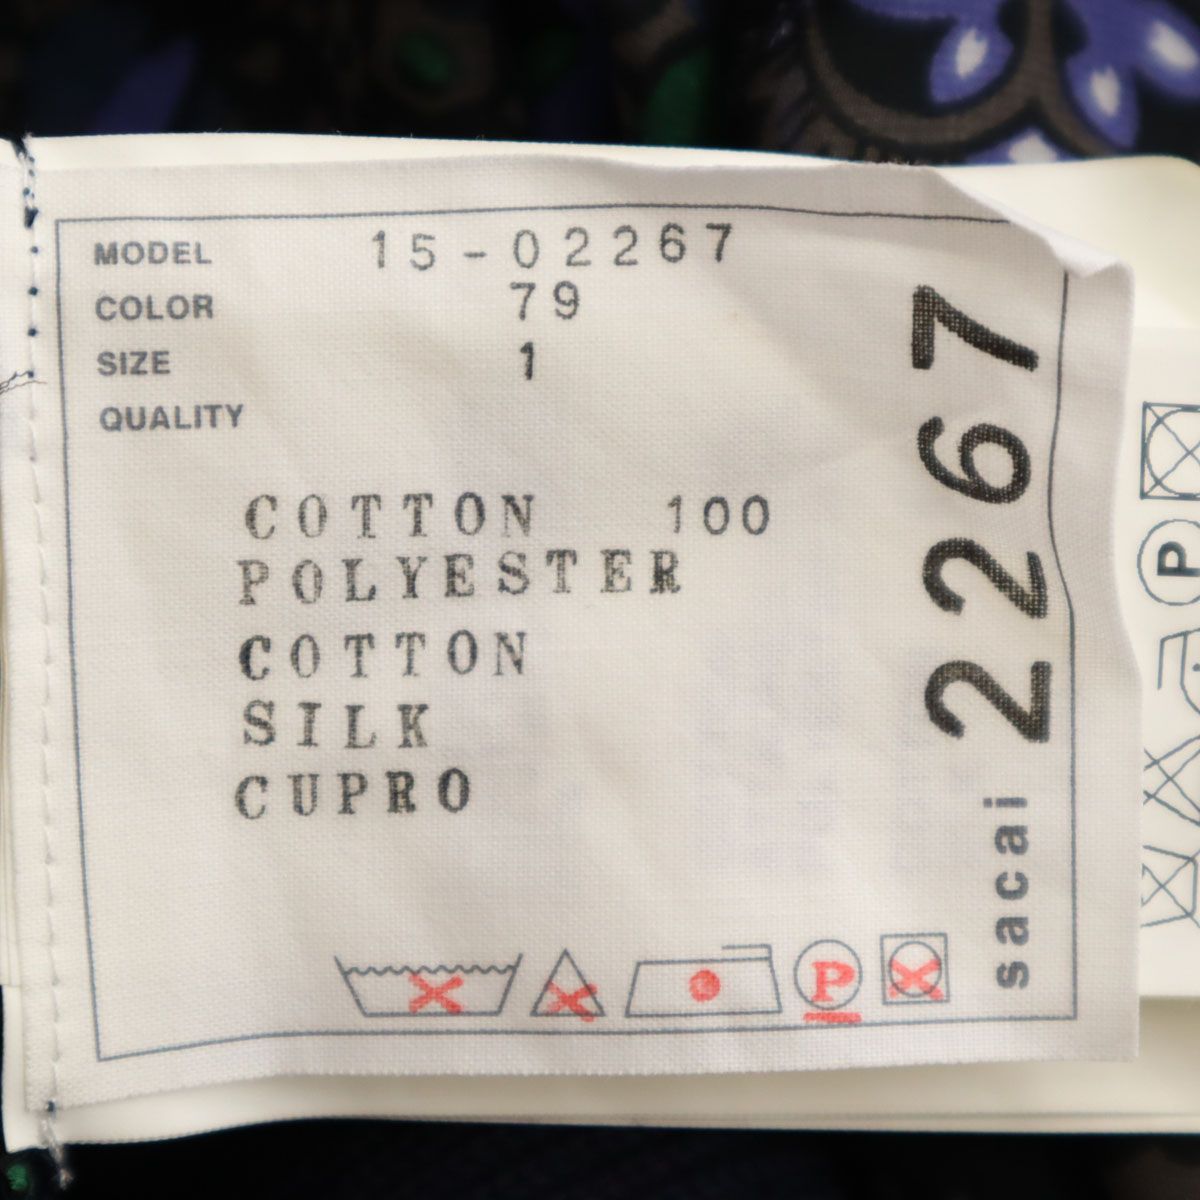 MODEL 15-02267
COLOR 79
SIZE 1
QUALITY
COTTON 100
POLYESTER
COTTON
SILK
CUPRO
P
sacai 2267
P